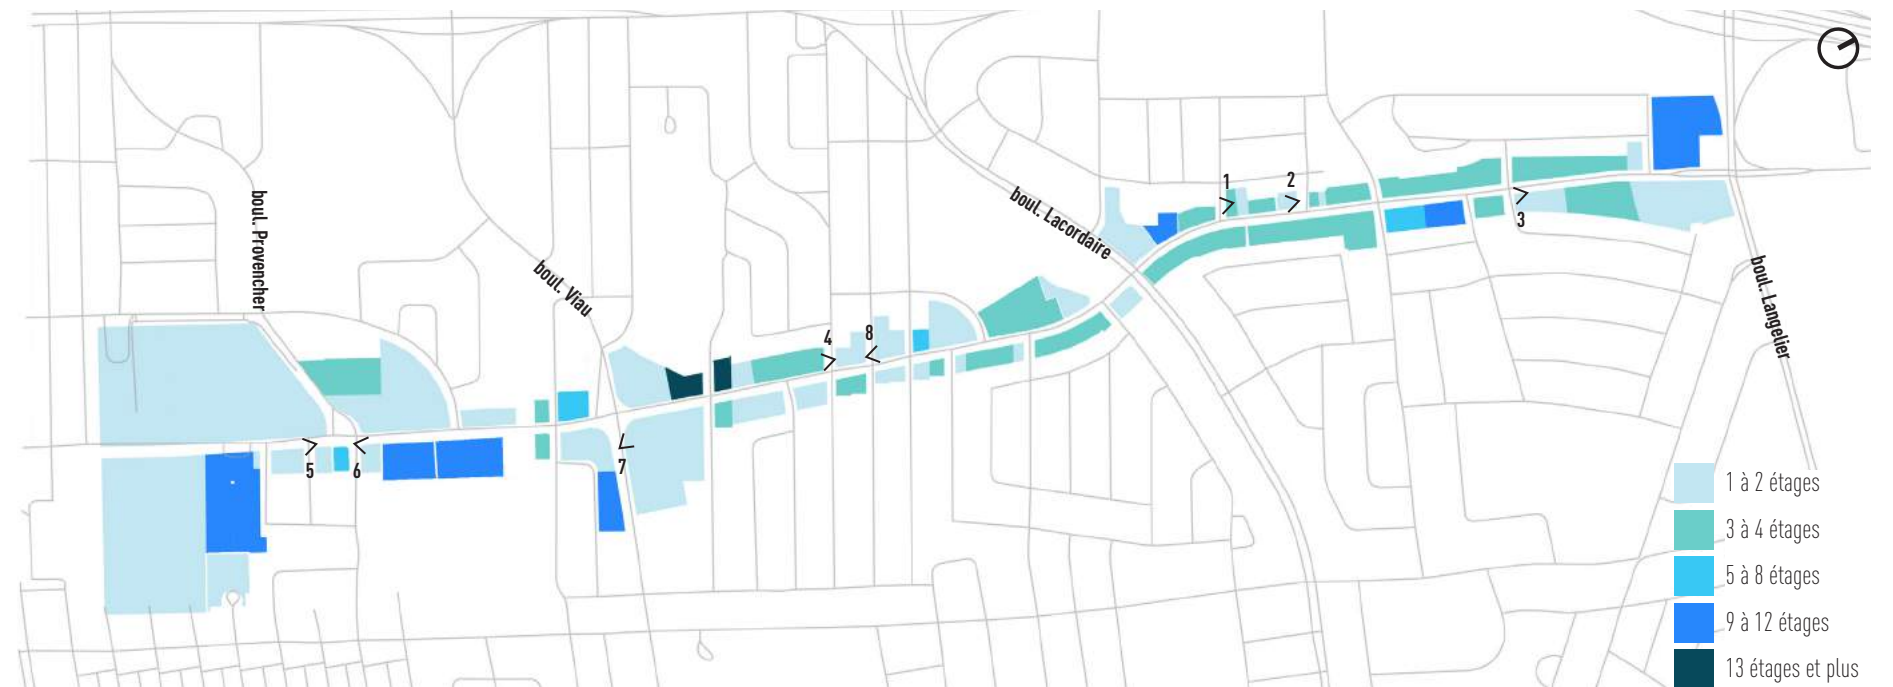 boul. Provencher
boul. Viau
boul. Lacordaire
boul. Langelier
1
2
3
4
8
5
6
7
1 à 2 étages
3 à 4 étages
5 à 8 étages
9 à 12 étages
13 étages et plus